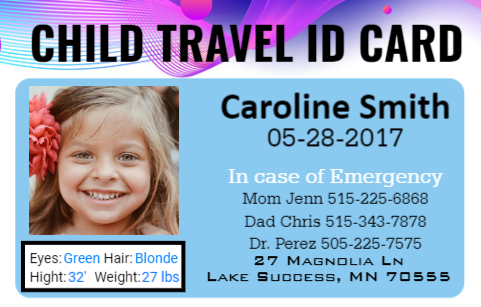 CHILD TRAVEL ID CARD
Caroline Smith
05-28-2017
In case of Emergency
Mom Jenn 515-225-6868
Dad Chris 515-343-7878
Dr. Perez 505-225-7575
27 Magnolia Ln
Lake Success, MN 70555
Eyes: Green Hair: Blonde
Hight: 32' Weight: 27 lbs